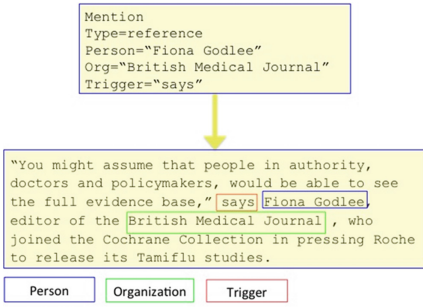 Mention
Type=reference
Person=“Fiona Godlee”
Org=“British Medical Journal”
Trigger=“says”
“You might assume that people in authority,
doctors and policymakers, would be able to see
the full evidence base,” says Fiona Godlee,
editor of the British Medical Journal , who
joined the Cochrane Collection in pressing Roche
to release its Tamiflu studies.
Person Organization Trigger